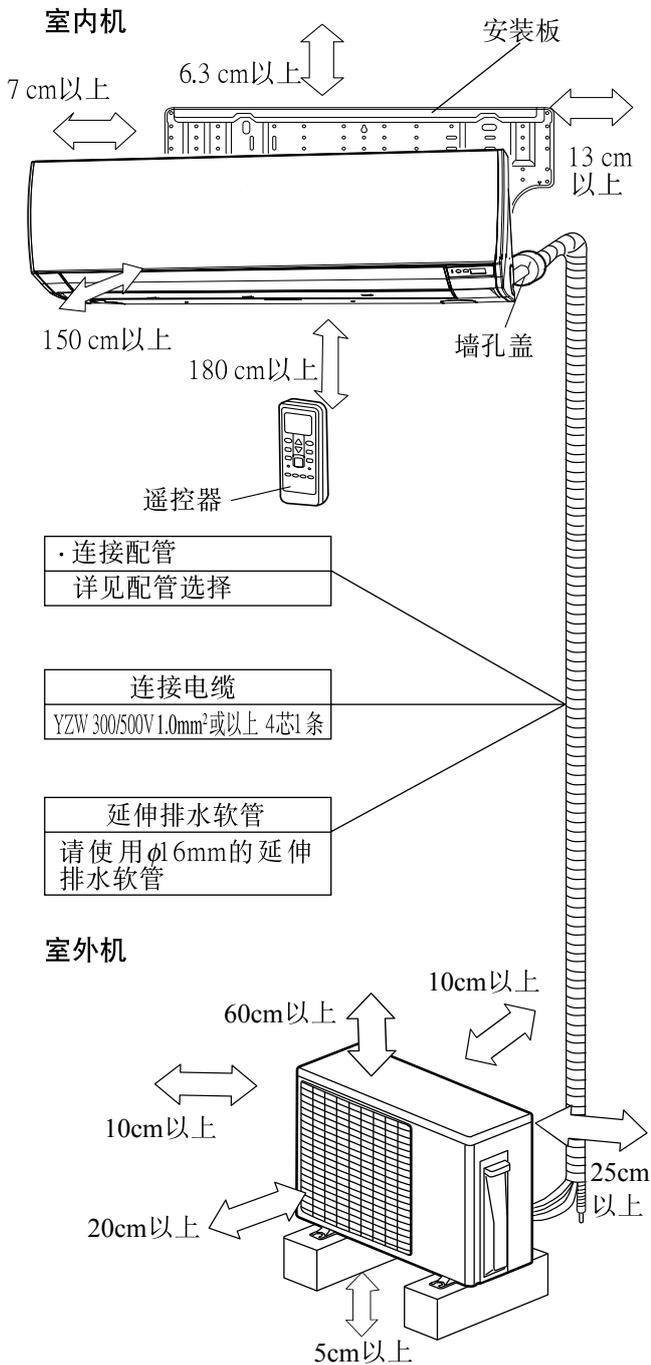 室内机
安装板
6.3 cm以上
7 cm以上
13 cm
以上
150 cm以上
墙孔盖
180 cm以上
遥控器
·连接配管
详见配管选择
连接电缆
YZW 300/500V 1.0mm²或以上 4芯1条
延伸排水软管
请使用ϕ16mm的延伸
排水软管
室外机
10cm以上
60cm以上
10cm以上
25cm
以上
20cm以上
5cm以上